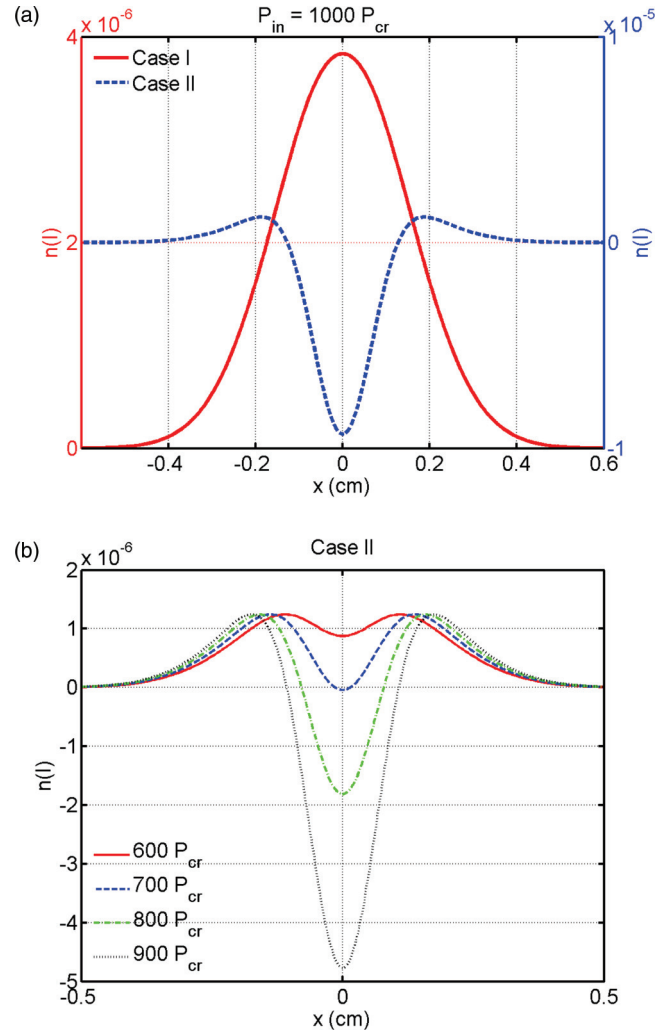 (a)
P_in = 1000 P_cr
x 10^-6
x 10^-5
4
2
0
1
0
-1
n(I)
n(I)
Case I
Case II
-0.4 -0.2 0 0.2 0.4 0.6
x (cm)
(b)
Case II
x 10^-6
2
1
0
-1
-2
-3
-4
-5
n(I)
600 P_cr
700 P_cr
800 P_cr
900 P_cr
-0.5 0 0.5
x (cm)